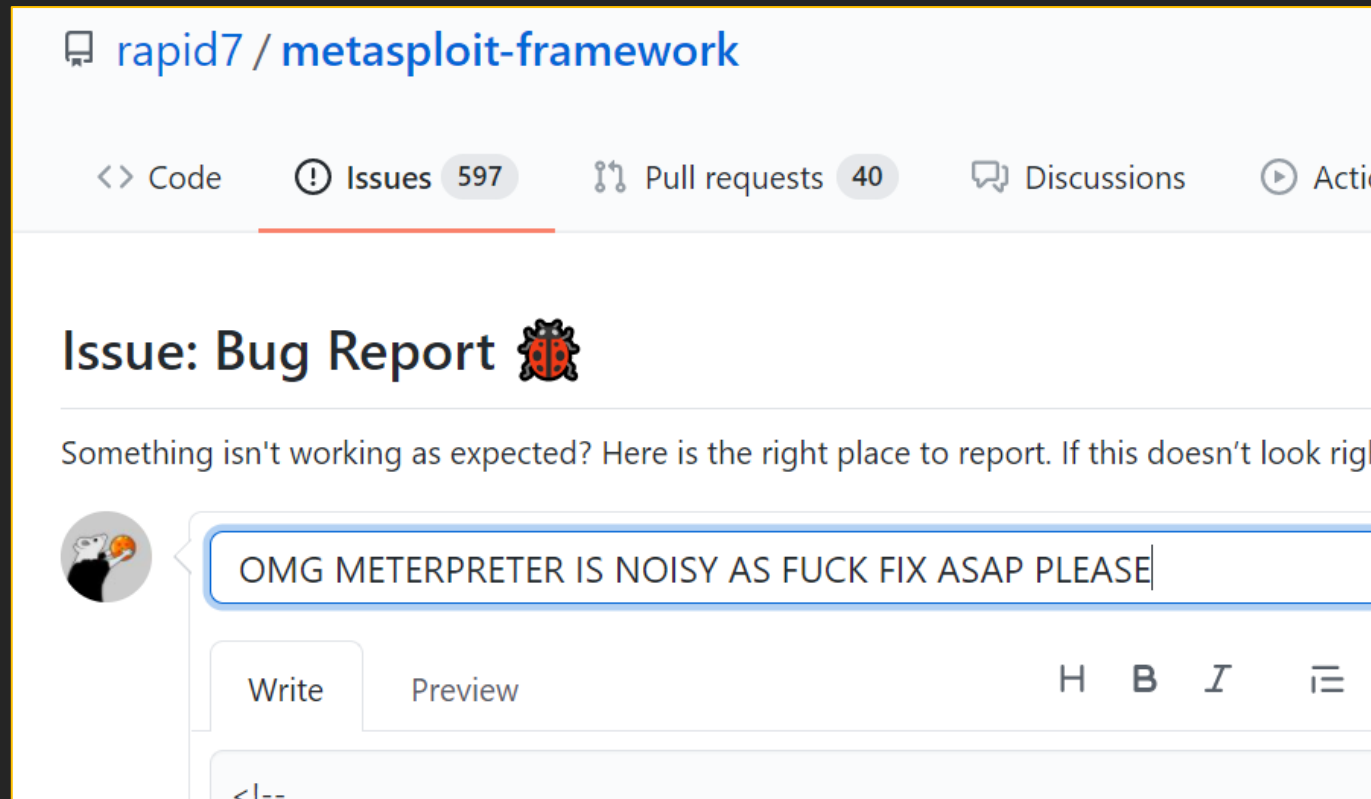 rapid7 / metasploit-framework
Code Issues 597 Pull requests 40 Discussions
Issue: Bug Report
Something isn't working as expected? Here is the right place to report. If this doesn’t look
OMG METERPRETER IS NOISY AS FUCK FIX ASAP PLEASE
Write Preview H B I
<!--